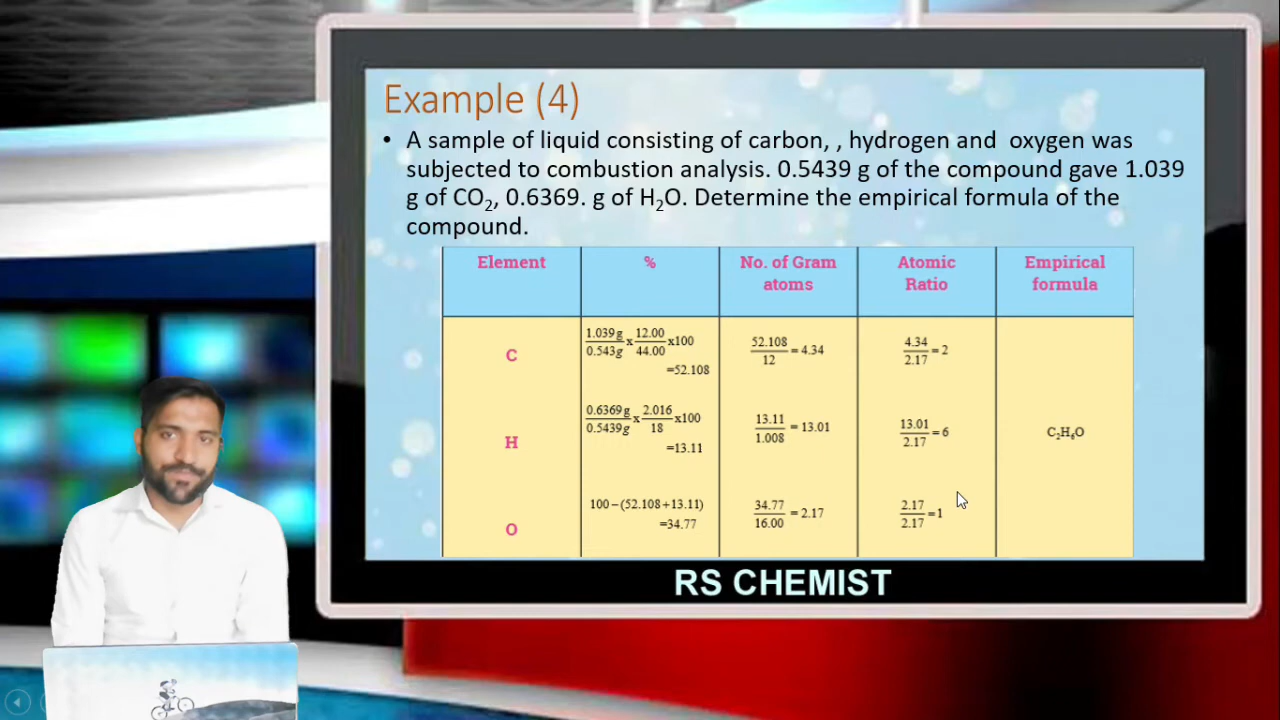 Example (4)
• A sample of liquid consisting of carbon, , hydrogen and oxygen was
subjected to combustion analysis. 0.5439 g of the compound gave 1.039
g of CO₂, 0.6369. g of H₂O. Determine the empirical formula of the
compound.
Element % No. of Gram atoms Atomic Ratio Empirical formula
C 1.039g/0.543g x 12.00/44.00 x100 =52.108 52.108/12 = 4.34 4.34/2.17 = 2
H 0.6369g/0.5439g x 2.016/18 x100 =13.11 13.11/1.008 = 13.01 13.01/2.17 = 6 C₂H₆O
O 100−(52.108+13.11) =34.77 34.77/16.00 = 2.17 2.17/2.17 =1
RS CHEMIST